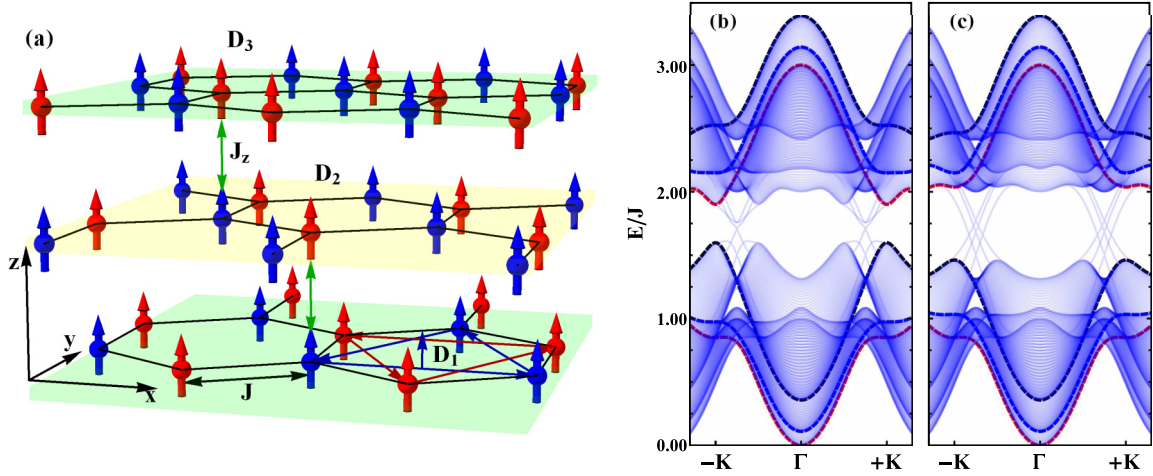 (a)
D3
Jz
D2
z
y
x
J
D1
(b)
(c)
E/J
3.00
2.00
1.00
0.00
−K
Γ
+K
−K
Γ
+K